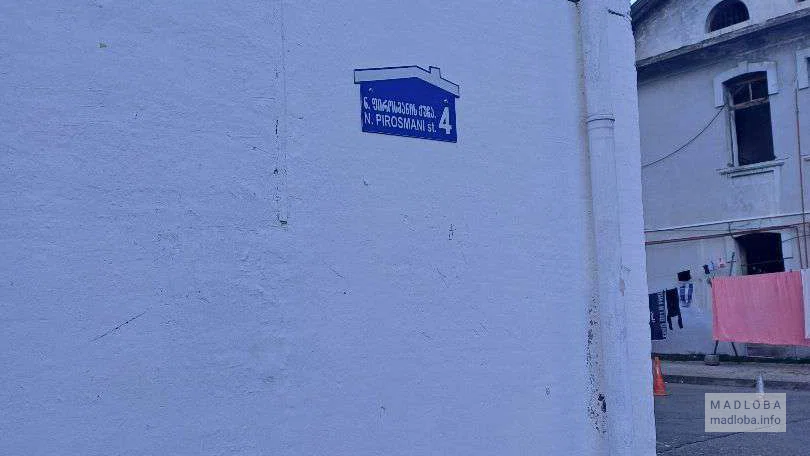 ნ. ფიროსმანის ქუჩა.
N. PIROSMANI st. 4
MADLOBA
madloba.info